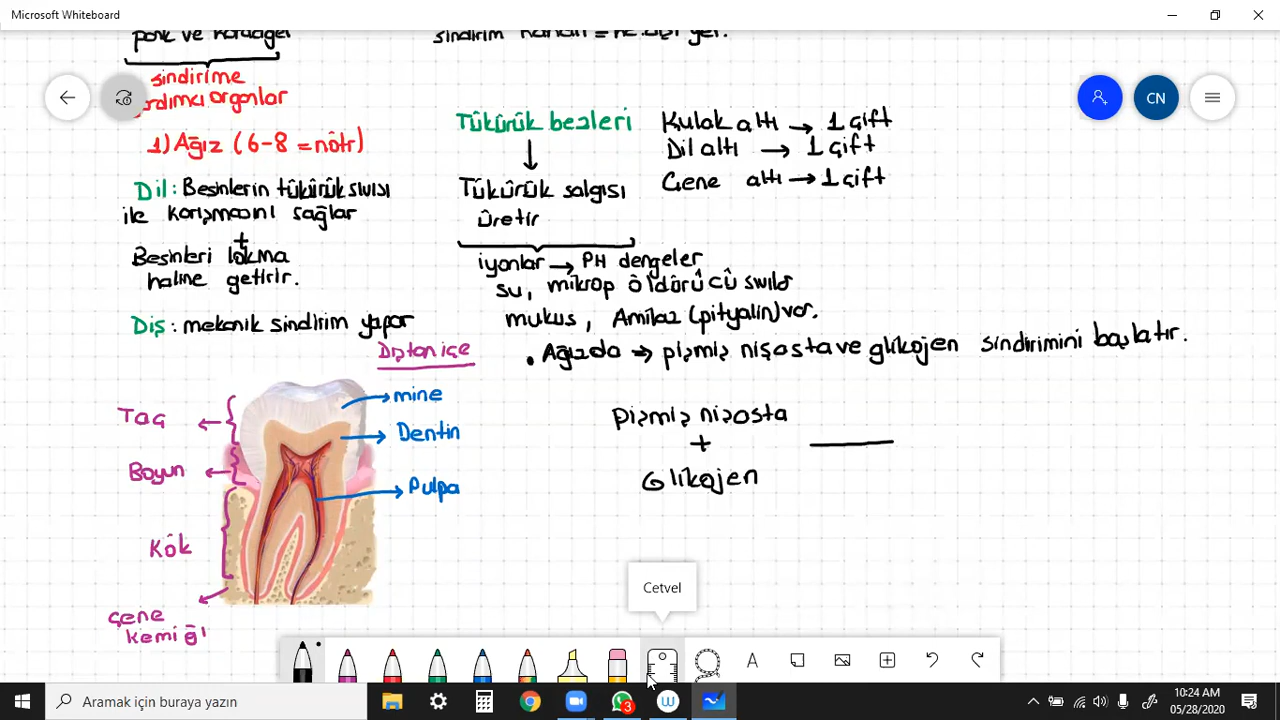 Microsoft Whiteboard
sindirime
yardımcı organlar
1) Ağız (6-8 = nötr)
Dil: Besinlerin tükürük sıvısı
ile karışmasını sağlar
+
Besinleri lokma
haline getirir.
Diş: mekanik sindirim yapar
Dıştan içe
Taç
Boyun
Kök
Çene
kemiği
mine
Dentin
Pulpa
CN
Tükürük bezleri
Kulak altı → 1 çift
Dil altı → 1 çift
Çene altı → 1 çift
Tükürük salgısı
üretir
iyonlar → PH dengeler
su, mikrop öldürücü sıvılar
mukus, Amilaz (pityalin) var.
. Ağızda → pişmiş nişasta ve glikojen sindirimini başlatır.
Pişmiş nişasta
+
Glikojen
Cetvel
A
Aramak için buraya yazın
3
W
10:24 AM
05/28/2020